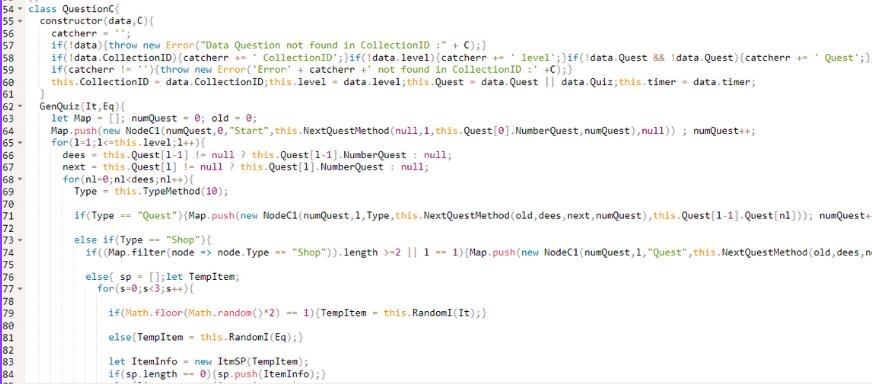 54 class QuestionC{
55 constructor(data,C){
56 catcherr = '';
57 if(!data){throw new Error("Data Question not found in CollectionID :" + C);}
58 if(!data.CollectionID){catcherr += ' CollectionID';}if(!data.level){catcherr += ' level';}if(!data.Quest && !data.Quest){catcherr += ' Quest';}
59 if(catcherr != ''){throw new Error('Error' + catcherr +' not found in CollectionID :' +C);}
60 this.CollectionID = data.CollectionID;this.level = data.level;this.Quest = data.Quest || data.Quiz;this.timer = data.timer;
61 }
62 GenQuiz(It,Eq){
63 let Map = []; numQuest = 0; old = 0;
64 Map.push(new NodeC1(numQuest,0,"Start",this.NextQuestMethod(null,1,this.Quest[0].NumberQuest,numQuest),null)) ; numQuest++;
65 for(l=1;l<=this.level;l++){
66 dees = this.Quest[l-1] != null ? this.Quest[l-1].NumberQuest : null;
67 next = this.Quest[l] != null ? this.Quest[l].NumberQuest : null;
68 for(nl=0;nl<dees;nl++){
69 Type = this.TypeMethod(10);
70
71 if(Type == "Quest"){Map.push(new NodeC1(numQuest,l,Type,this.NextQuestMethod(old,dees,next,numQuest),this.Quest[l-1].Quest[nl])); numQuest+
72
73 else if(Type == "Shop"){
74 if((Map.filter(node => node.Type == "Shop")).length >=2 || l == 1){Map.push(new NodeC1(numQuest,l,"Quest",this.NextQuestMethod(old,dees,n
75
76 else{ sp = [];let TempItem;
77 for(s=0;s<3;s++){
78
79 if(Math.floor(Math.random()*2) == 1){TempItem = this.RandomI(It);}
80
81 else{TempItem = this.RandomI(Eq);}
82
83 let ItemInfo = new ItmSP(TempItem);
84 if(sp.length == 0){sp.push(ItemInfo);}